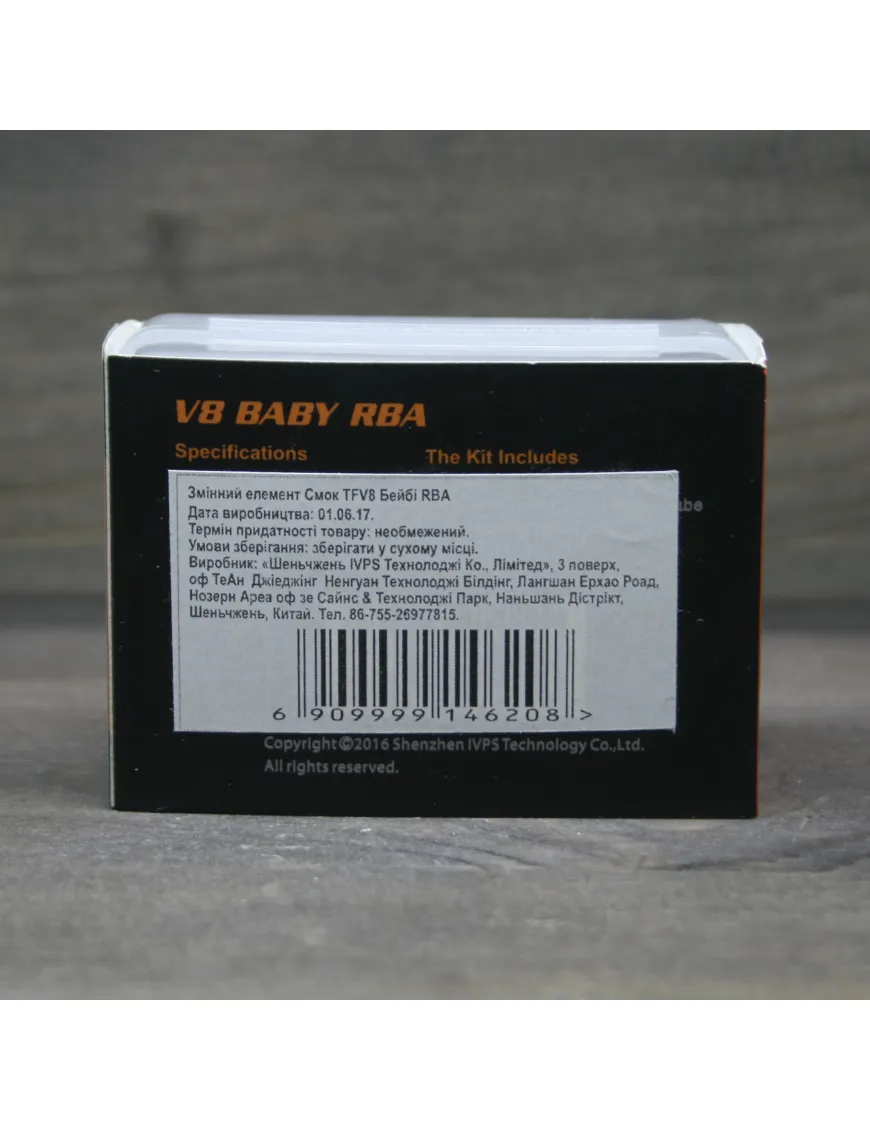 V8 BABY RBA
Specifications The Kit Includes
Змінний елемент Смок TFV8 Бейбі RBA
Дата виробництва: 01.06.17.
Термін придатності товару: необмежений.
Умови зберігання: зберігати у сухому місці.
Виробник: «Шеньчжень IVPS Технолоджі Ко., Лімітед», 3 поверх,
оф ТеАн Джіеджінг Ненгуан Технолоджі Білдінг, Лангшан Ерхао Роад,
Нозерн Ареа оф зе Сайнс & Технолоджі Парк, Наньшань Дістрікт,
Шеньчжень, Китай. Тел. 86-755-26977815.
6 909999 146208 >
Copyright©2016 Shenzhen IVPS Technology Co.,Ltd.
All rights reserved.